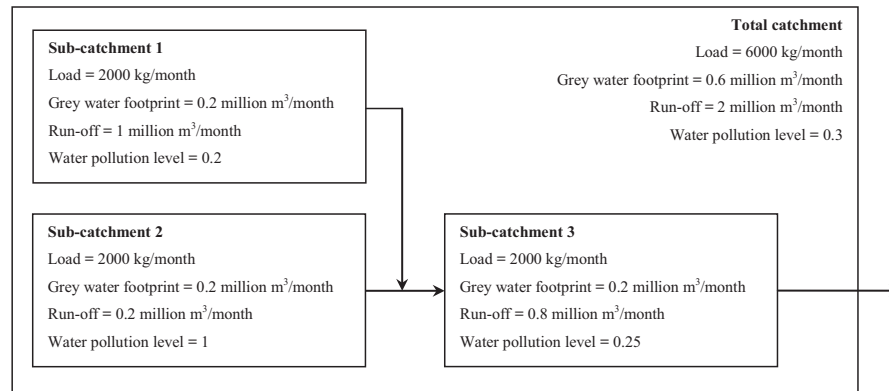 Total catchment
Load = 6000 kg/month
Grey water footprint = 0.6 million m³/month
Run-off = 2 million m³/month
Water pollution level = 0.3
Sub-catchment 1
Load = 2000 kg/month
Grey water footprint = 0.2 million m³/month
Run-off = 1 million m³/month
Water pollution level = 0.2
Sub-catchment 2
Load = 2000 kg/month
Grey water footprint = 0.2 million m³/month
Run-off = 0.2 million m³/month
Water pollution level = 1
Sub-catchment 3
Load = 2000 kg/month
Grey water footprint = 0.2 million m³/month
Run-off = 0.8 million m³/month
Water pollution level = 0.25